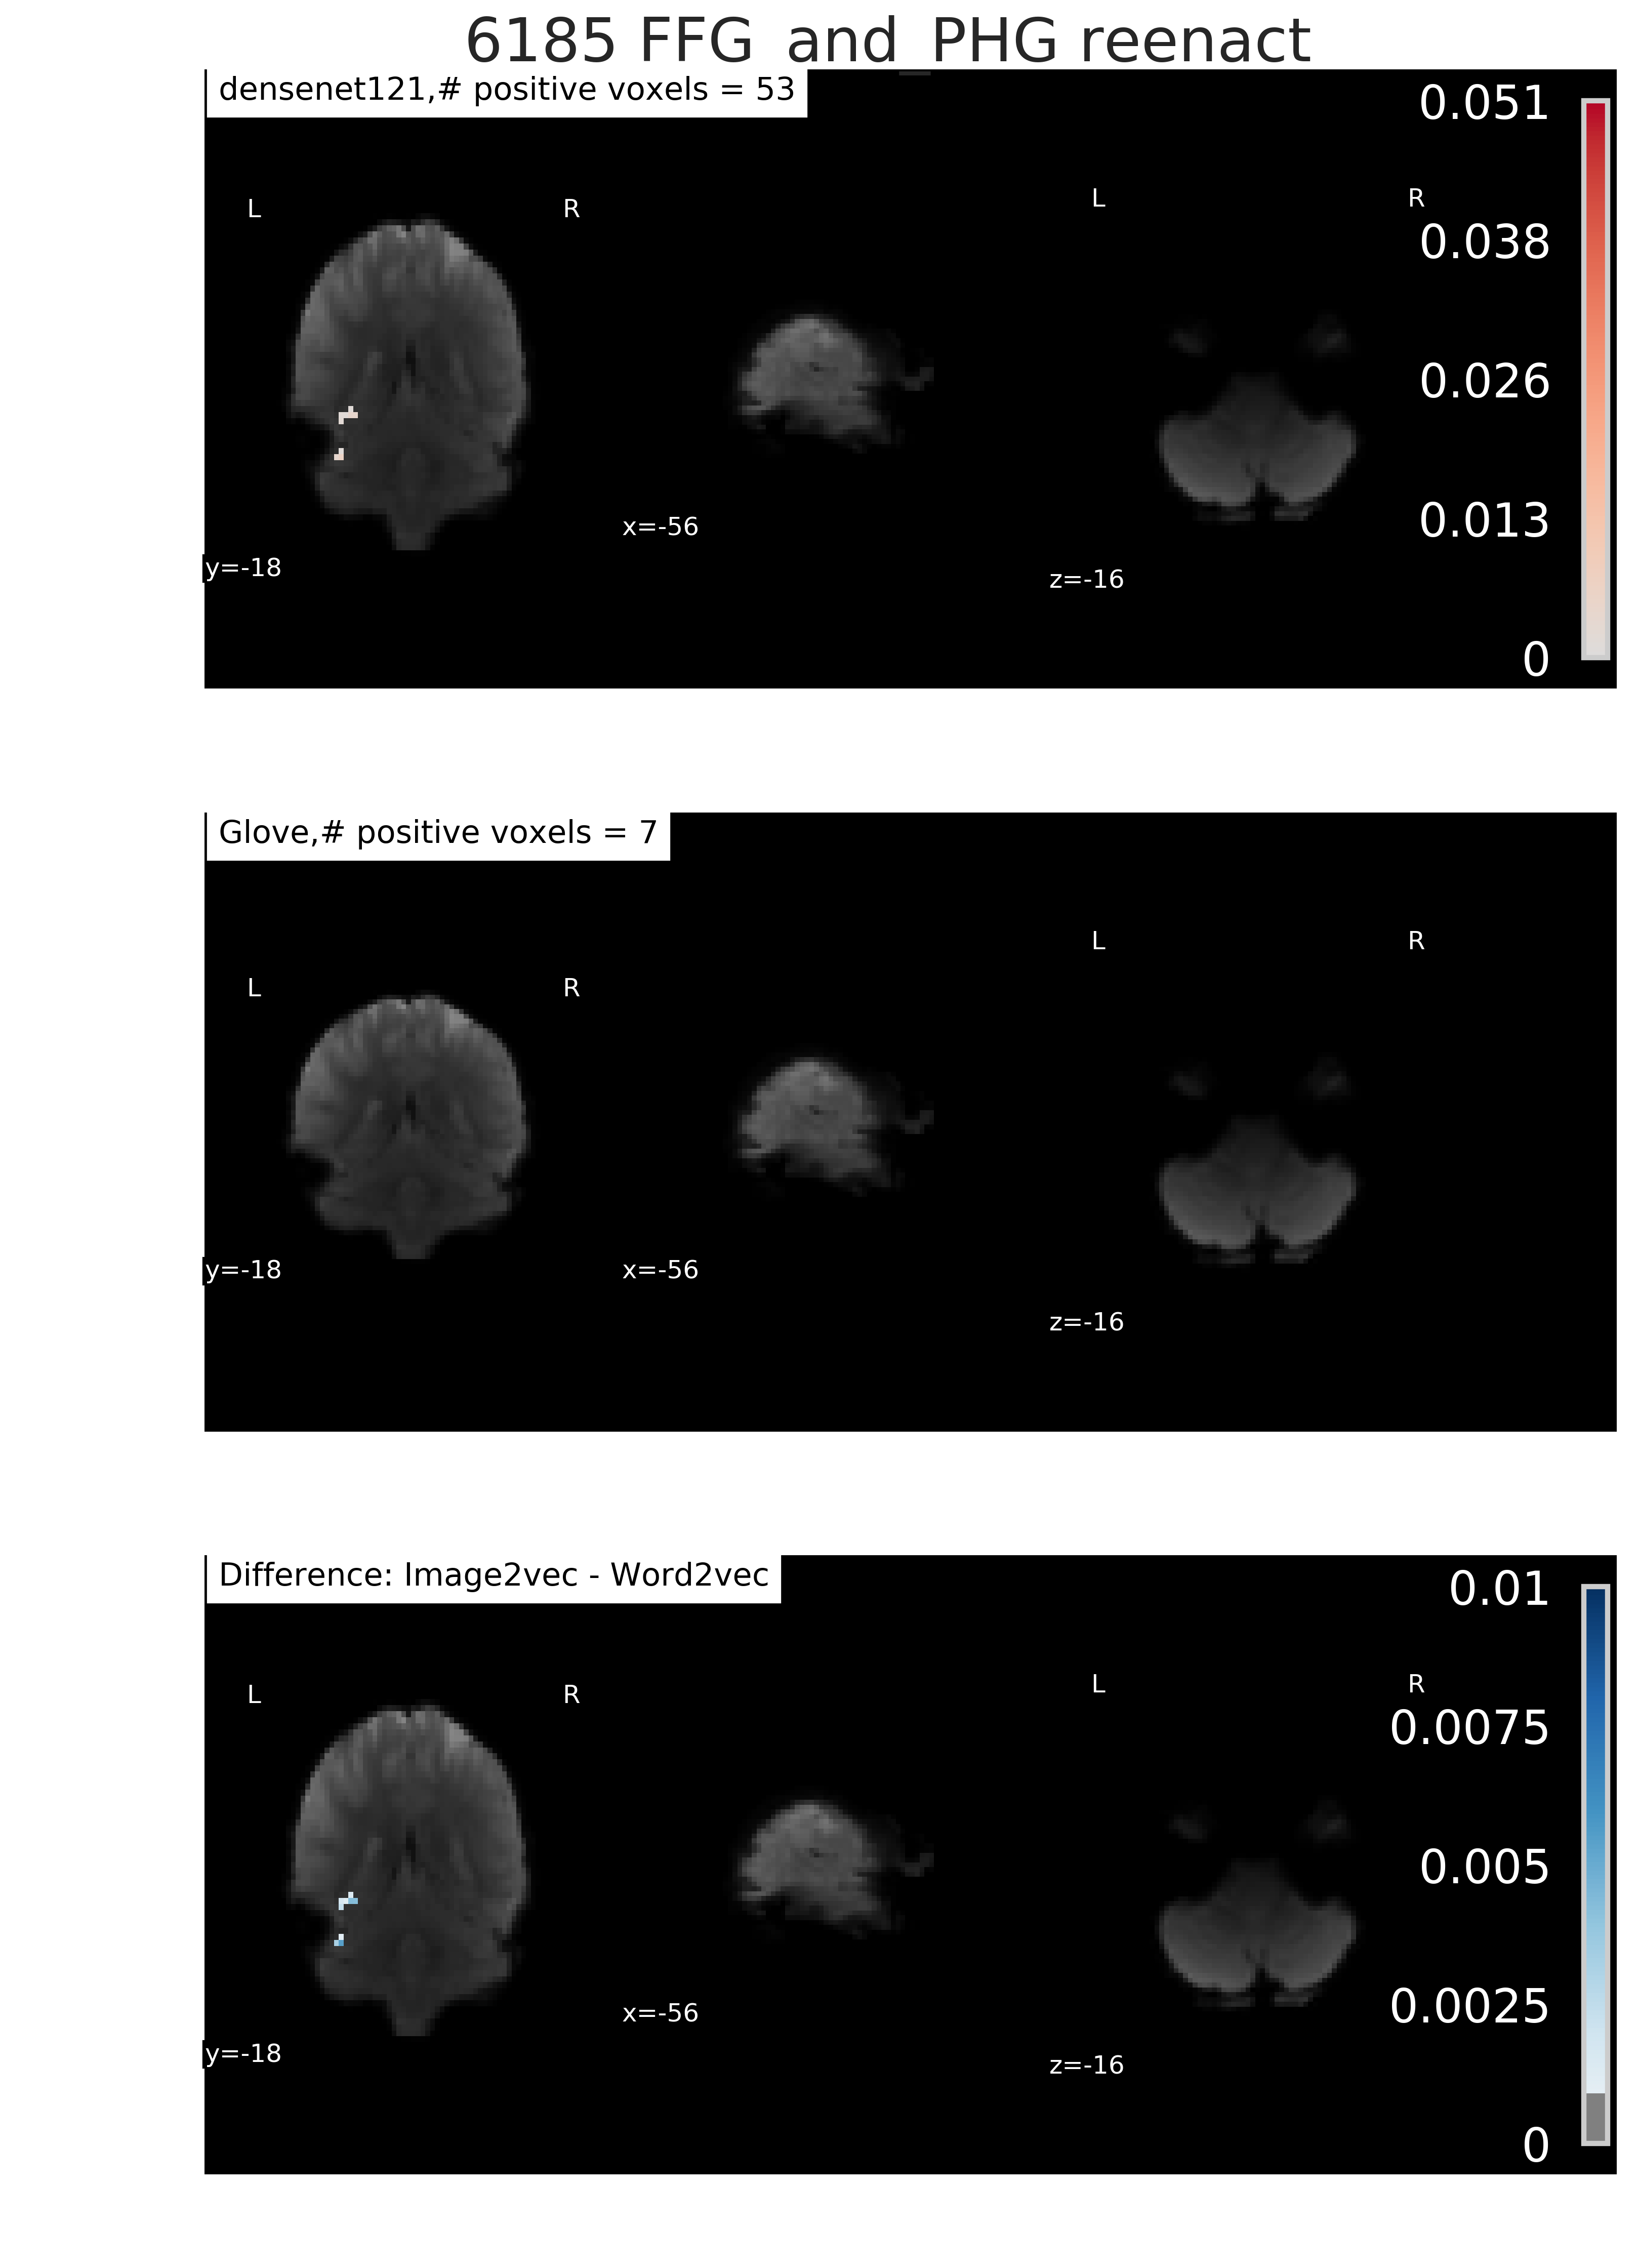 6185 FFG_and_PHG reenact
densenet121,# positive voxels = 53
0.051
L R L R
0.038
0.026
0.013
x=-56
y=-18
z=-16
0
Glove,# positive voxels = 7
L R
L R
y=-18 x=-56
z=-16
Difference: Image2vec - Word2vec
0.01
L R L R
0.0075
0.005
0.0025
x=-56
y=-18
z=-16
0